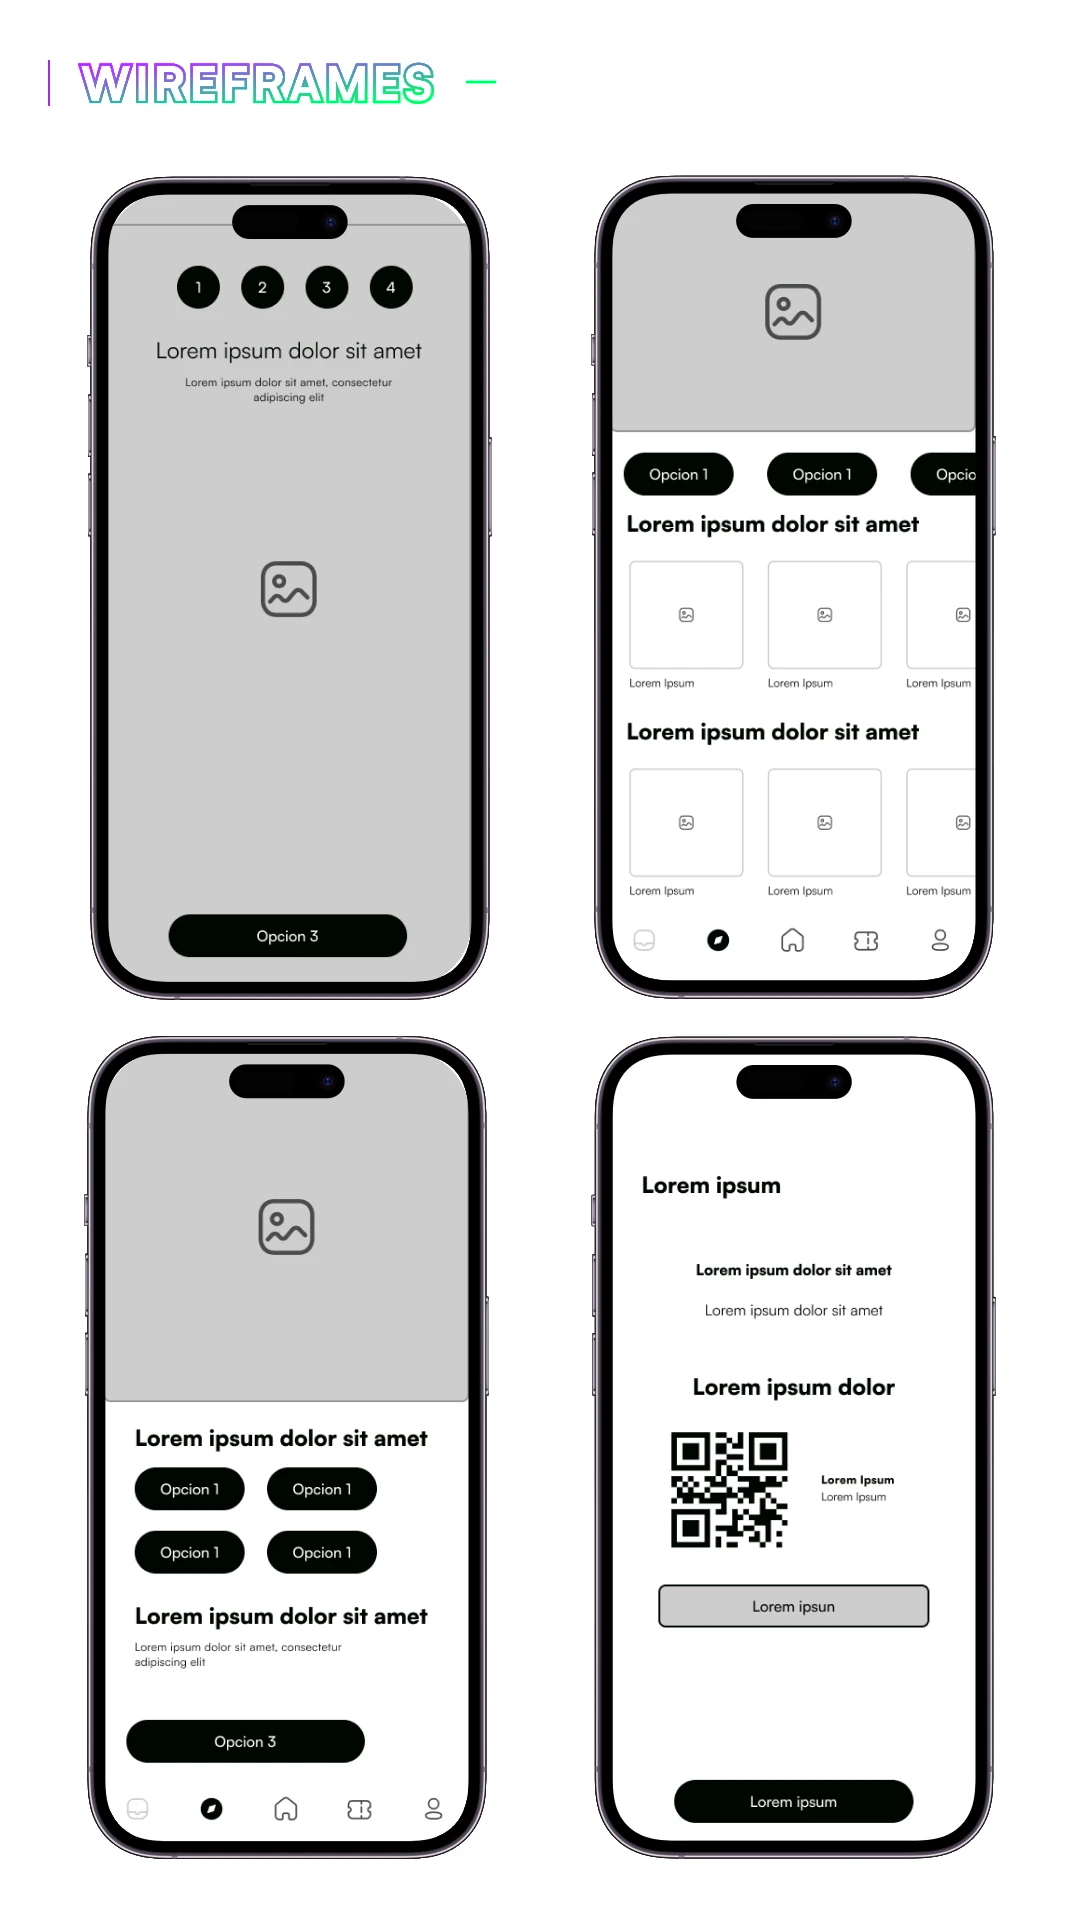 WIREFRAMES
1 2 3 4
Lorem ipsum dolor sit amet
Lorem ipsum dolor sit amet, consectetur
adipiscing elit
Opcion 3
Opcion 1 Opcion 1 Opcio
Lorem ipsum dolor sit amet
Lorem Ipsum Lorem Ipsum Lorem Ipsum
Lorem ipsum dolor sit amet
Lorem Ipsum Lorem Ipsum Lorem Ipsum
Lorem ipsum dolor sit amet
Opcion 1 Opcion 1
Opcion 1 Opcion 1
Lorem ipsum dolor sit amet
Lorem ipsum dolor sit amet, consectetur
adipiscing elit
Opcion 3
Lorem ipsum
Lorem ipsum dolor sit amet
Lorem ipsum dolor sit amet
Lorem ipsum dolor
Lorem Ipsum
Lorem Ipsum
Lorem ipsun
Lorem ipsum